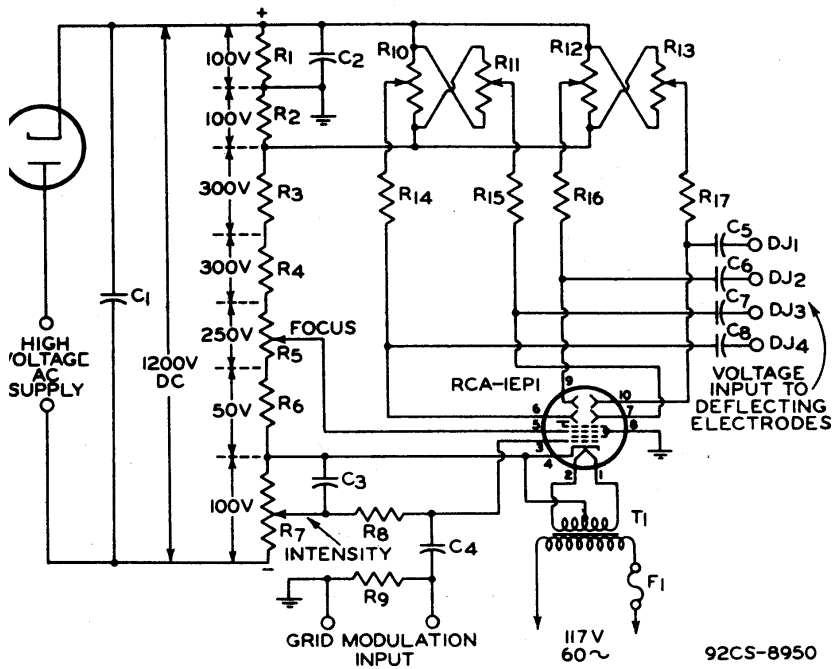 +
100V
R1
C2
R10
R11
R12
R13
100V
R2
300V
R3
R14
R15
R16
R17
C5
DJ1
C6
DJ2
C7
DJ3
C8
DJ4
300V
R4
C1
HIGH
VOLTAGE
AC
SUPPLY
1200V
DC
250V
R5
FOCUS
VOLTAGE
INPUT TO
DEFLECTING
ELECTRODES
RCA-1EP1
9
10
6
7
5
8
3
4
2
1
50V
R6
100V
R7
C3
R8
INTENSITY
C4
R9
-
GRID MODULATION
INPUT
T1
F1
117V
60~
92CS-8950